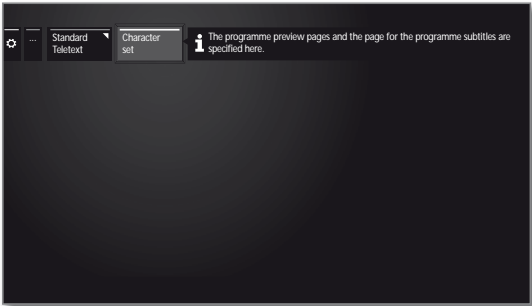 ...
Standard
Teletext
Character
set
The programme preview pages and the page for the programme subtitles are
specified here.